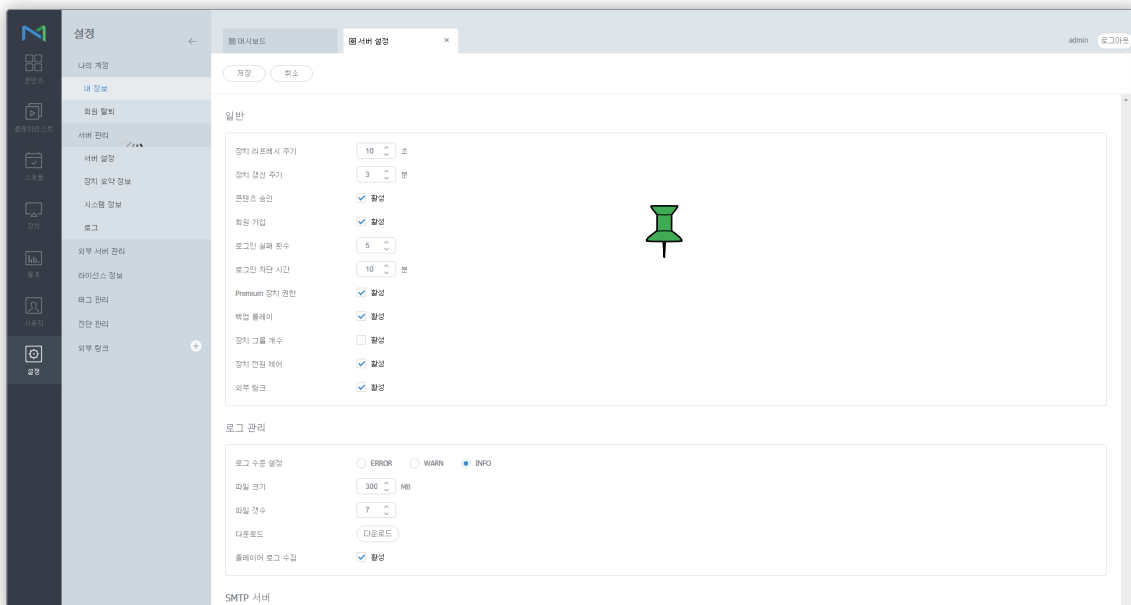 설정
←
대시보드
서버 설정
×
admin
로그아웃
콘텐츠
플레이리스트
스케줄
장치
통계
사용자
설정
나의 계정
내 정보
회원 탈퇴
서버 관리
서버 설정
장치 요약 정보
시스템 정보
로그
외부 서버 관리
라이선스 정보
태그 관리
진단 관리
외부 링크
저장 취소
일반
장치 리프레시 주기 10 초
장치 갱신 주기 3 분
콘텐츠 승인 활성
회원 가입 활성
로그인 실패 횟수 5
로그인 차단 시간 10 분
Premium 장치 권한 활성
백업 플레이 활성
장치 그룹 개수 활성
장치 전원 제어 활성
외부 링크 활성
로그 관리
로그 수준 설정 ERROR WARN INFO
파일 크기 300 MB
파일 갯수 7
다운로드 다운로드
플레이어 로그 수집 활성
SMTP 서버